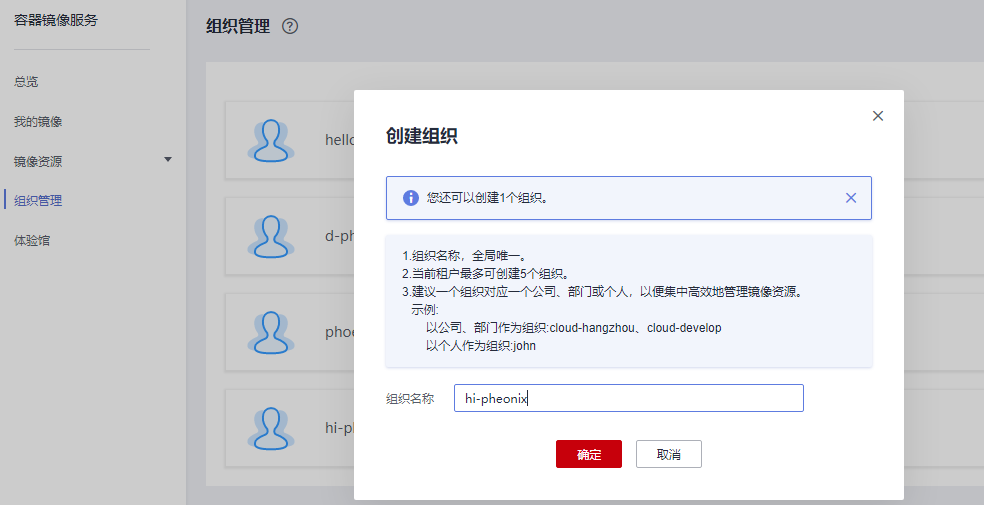 容器镜像服务
总览
我的镜像
镜像资源
组织管理
体验馆
组织管理
hello
d-ph
phoe
hi-ph
创建组织
您还可以创建1个组织。
1.组织名称，全局唯一。
2.当前租户最多可创建5个组织。
3.建议一个组织对应一个公司、部门或个人，以便集中高效地管理镜像资源。
示例:
以公司、部门作为组织:cloud-hangzhou、cloud-develop
以个人作为组织:john
组织名称 hi-pheonix
确定 取消